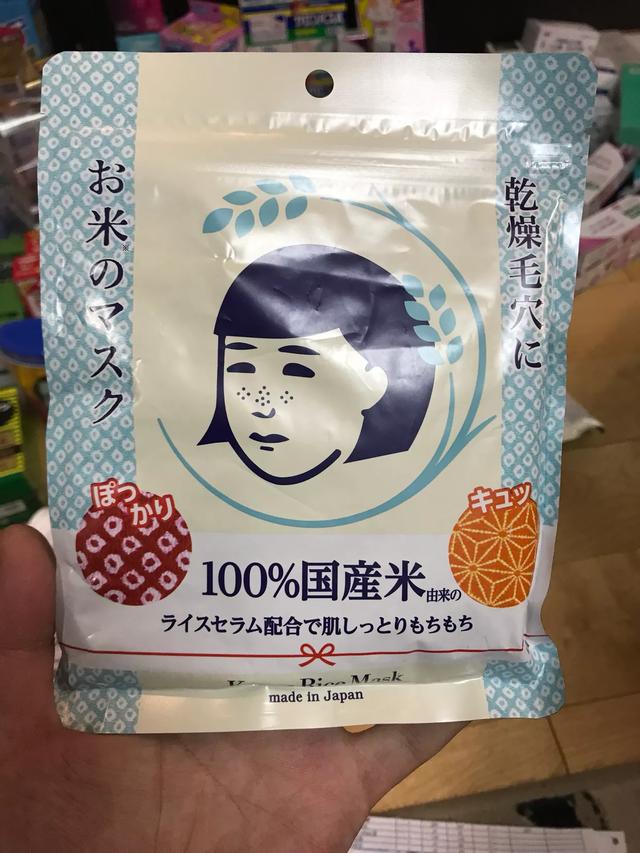 乾燥毛穴に
お米※のマスク
ぽっかり
キュッ
100%国産米由来の
ライスセラム配合で肌しっとりもちもち
Rice Mask
made in Japan